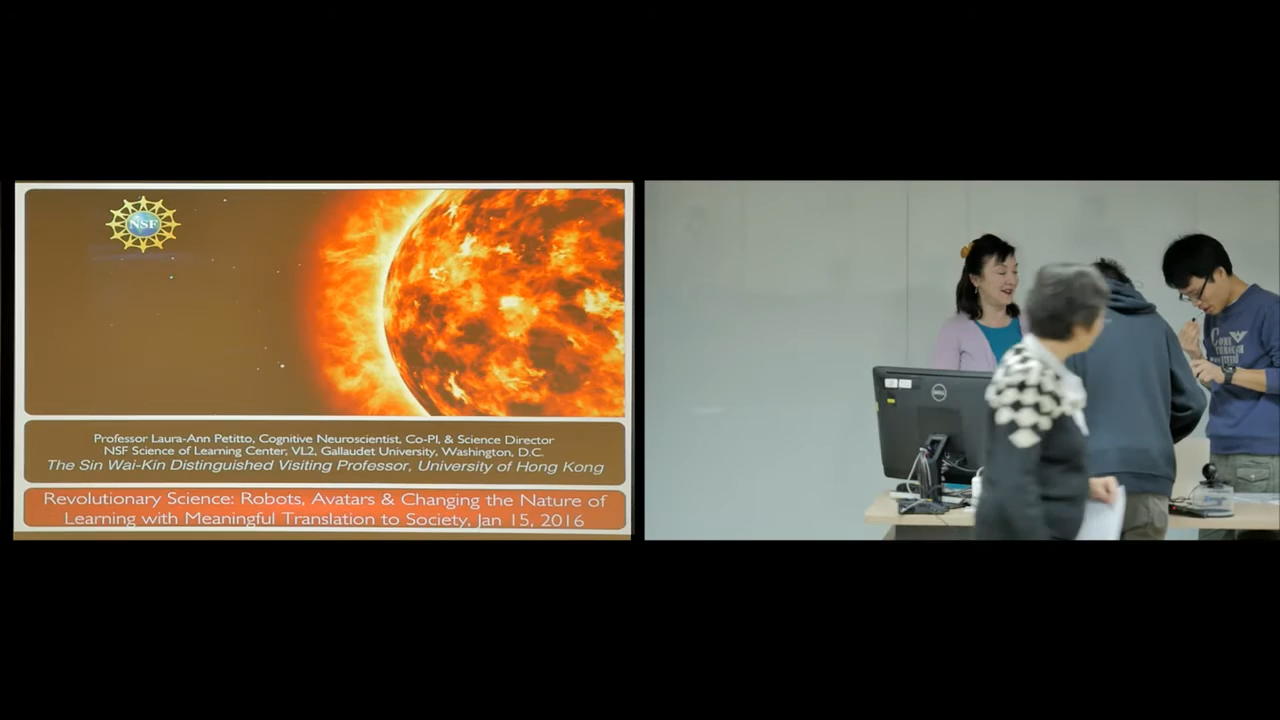 NSF
Professor Laura-Ann Petitto, Cognitive Neuroscientist, Co-PI, & Science Director
NSF Science of Learning Center, VL2, Gallaudet University, Washington, D.C.
The Sin Wai-Kin Distinguished Visiting Professor, University of Hong Kong
Revolutionary Science: Robots, Avatars & Changing the Nature of
Learning with Meaningful Translation to Society, Jan 15, 2016
DELL